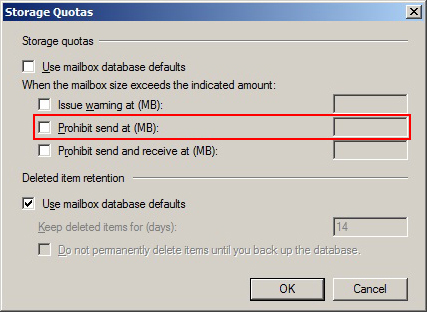 Storage Quotas
Storage quotas
Use mailbox database defaults
When the mailbox size exceeds the indicated amount:
Issue warning at (MB):
Prohibit send at (MB):
Prohibit send and receive at (MB):
Deleted item retention
Use mailbox database defaults
Keep deleted items for (days): 14
Do not permanently delete items until you back up the database.
OK Cancel